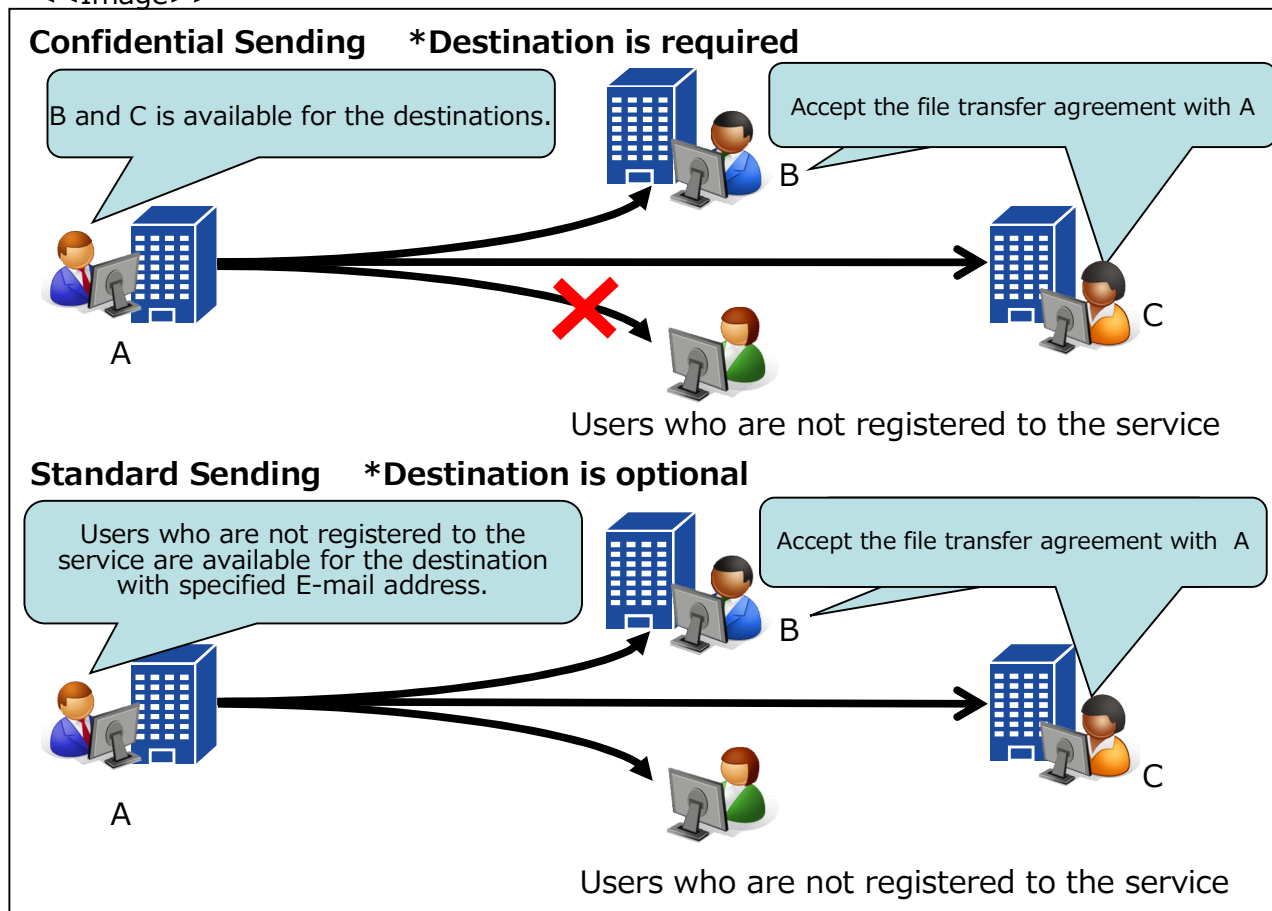 <<Image>>
Confidential Sending *Destination is required
B and C is available for the destinations.
Accept the file transfer agreement with A
B
A
C
Users who are not registered to the service
Standard Sending *Destination is optional
Users who are not registered to the
service are available for the destination
with specified E-mail address.
Accept the file transfer agreement with A
B
A
C
Users who are not registered to the service